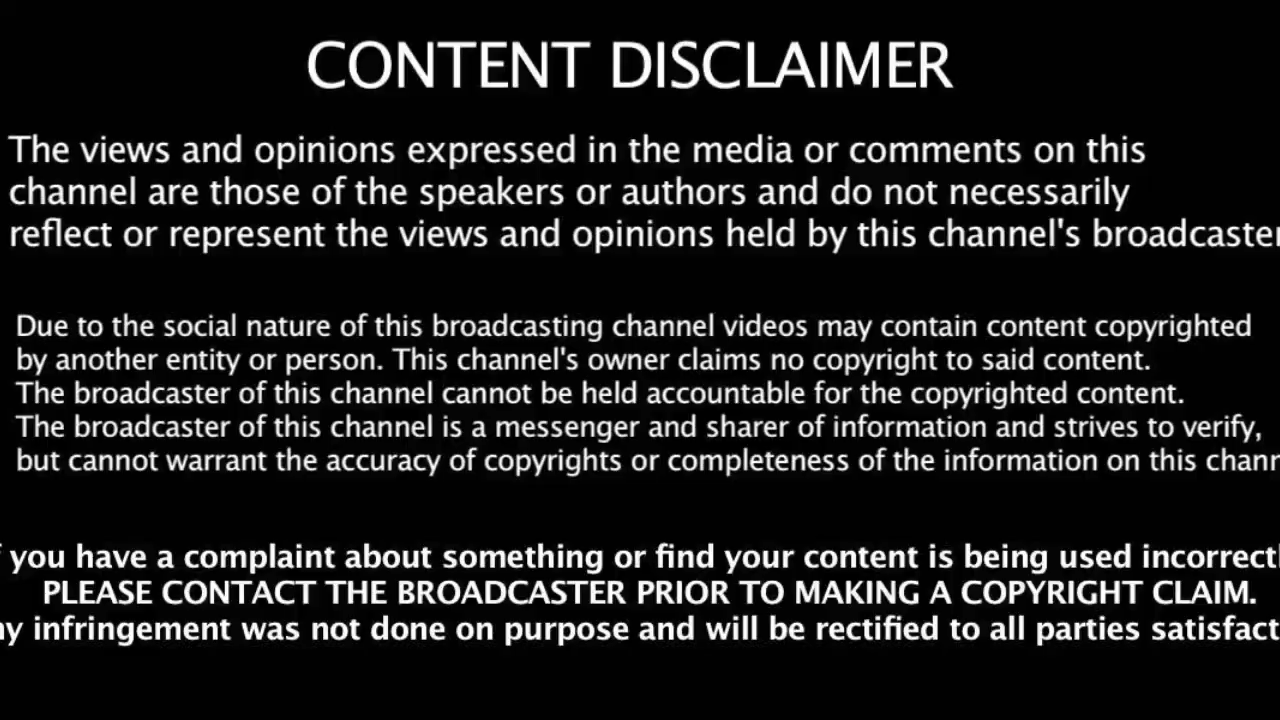 CONTENT DISCLAIMER
The views and opinions expressed in the media or comments on this
channel are those of the speakers or authors and do not necessarily
reflect or represent the views and opinions held by this channel's broadcaster
Due to the social nature of this broadcasting channel videos may contain content copyrighted
by another entity or person. This channel's owner claims no copyright to said content.
The broadcaster of this channel cannot be held accountable for the copyrighted content.
The broadcaster of this channel is a messenger and sharer of information and strives to verify,
but cannot warrant the accuracy of copyrights or completeness of the information on this
you have a complaint about something or find your content is being used
PLEASE CONTACT THE BROADCASTER PRIOR TO MAKING A COPYRIGHT CLAIM.
infringement was not done on purpose and will be rectified to all parties